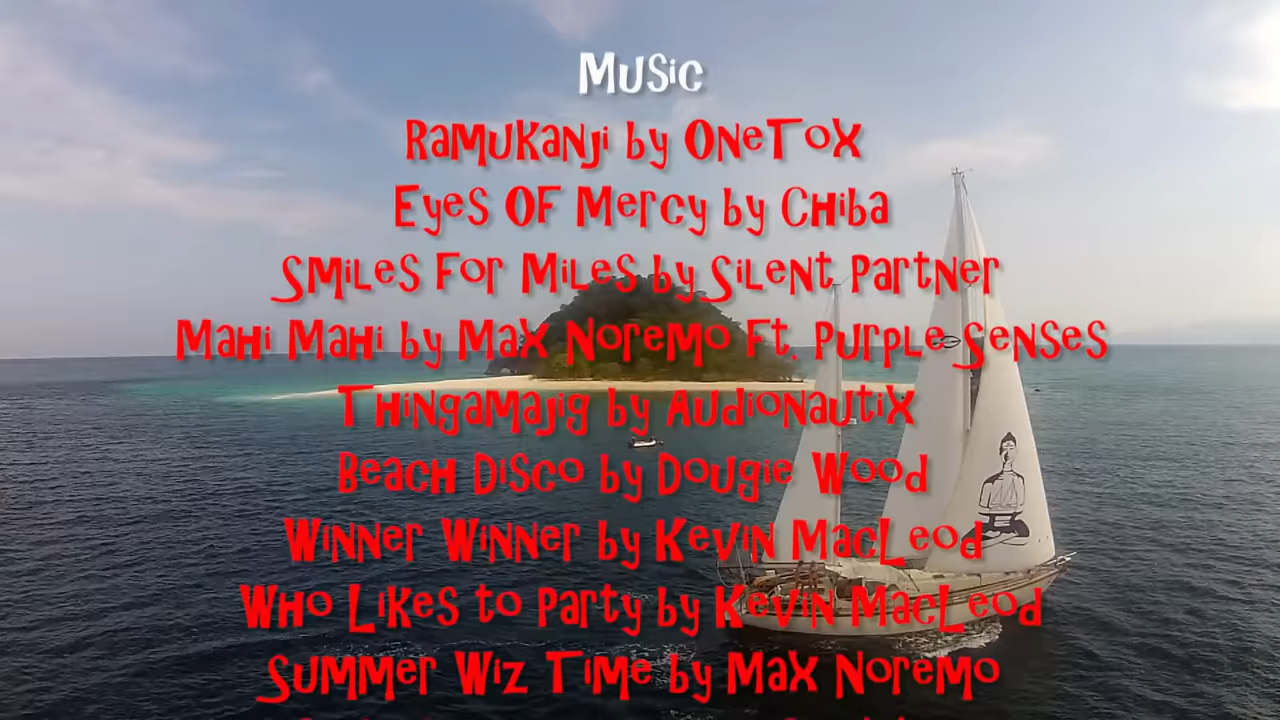 Music
Ramukanji by OneTox
Eyes Of Mercy by Chiba
Smiles For Miles by Silent Partner
Mahi Mahi by Max Noremo Ft. Purple Senses
Thingamajig by Audionautix
Beach Disco by Dougie Wood
Winner Winner by Kevin MacLeod
Who Likes to Party by Kevin MacLeod
Summer Wiz Time by Max Noremo